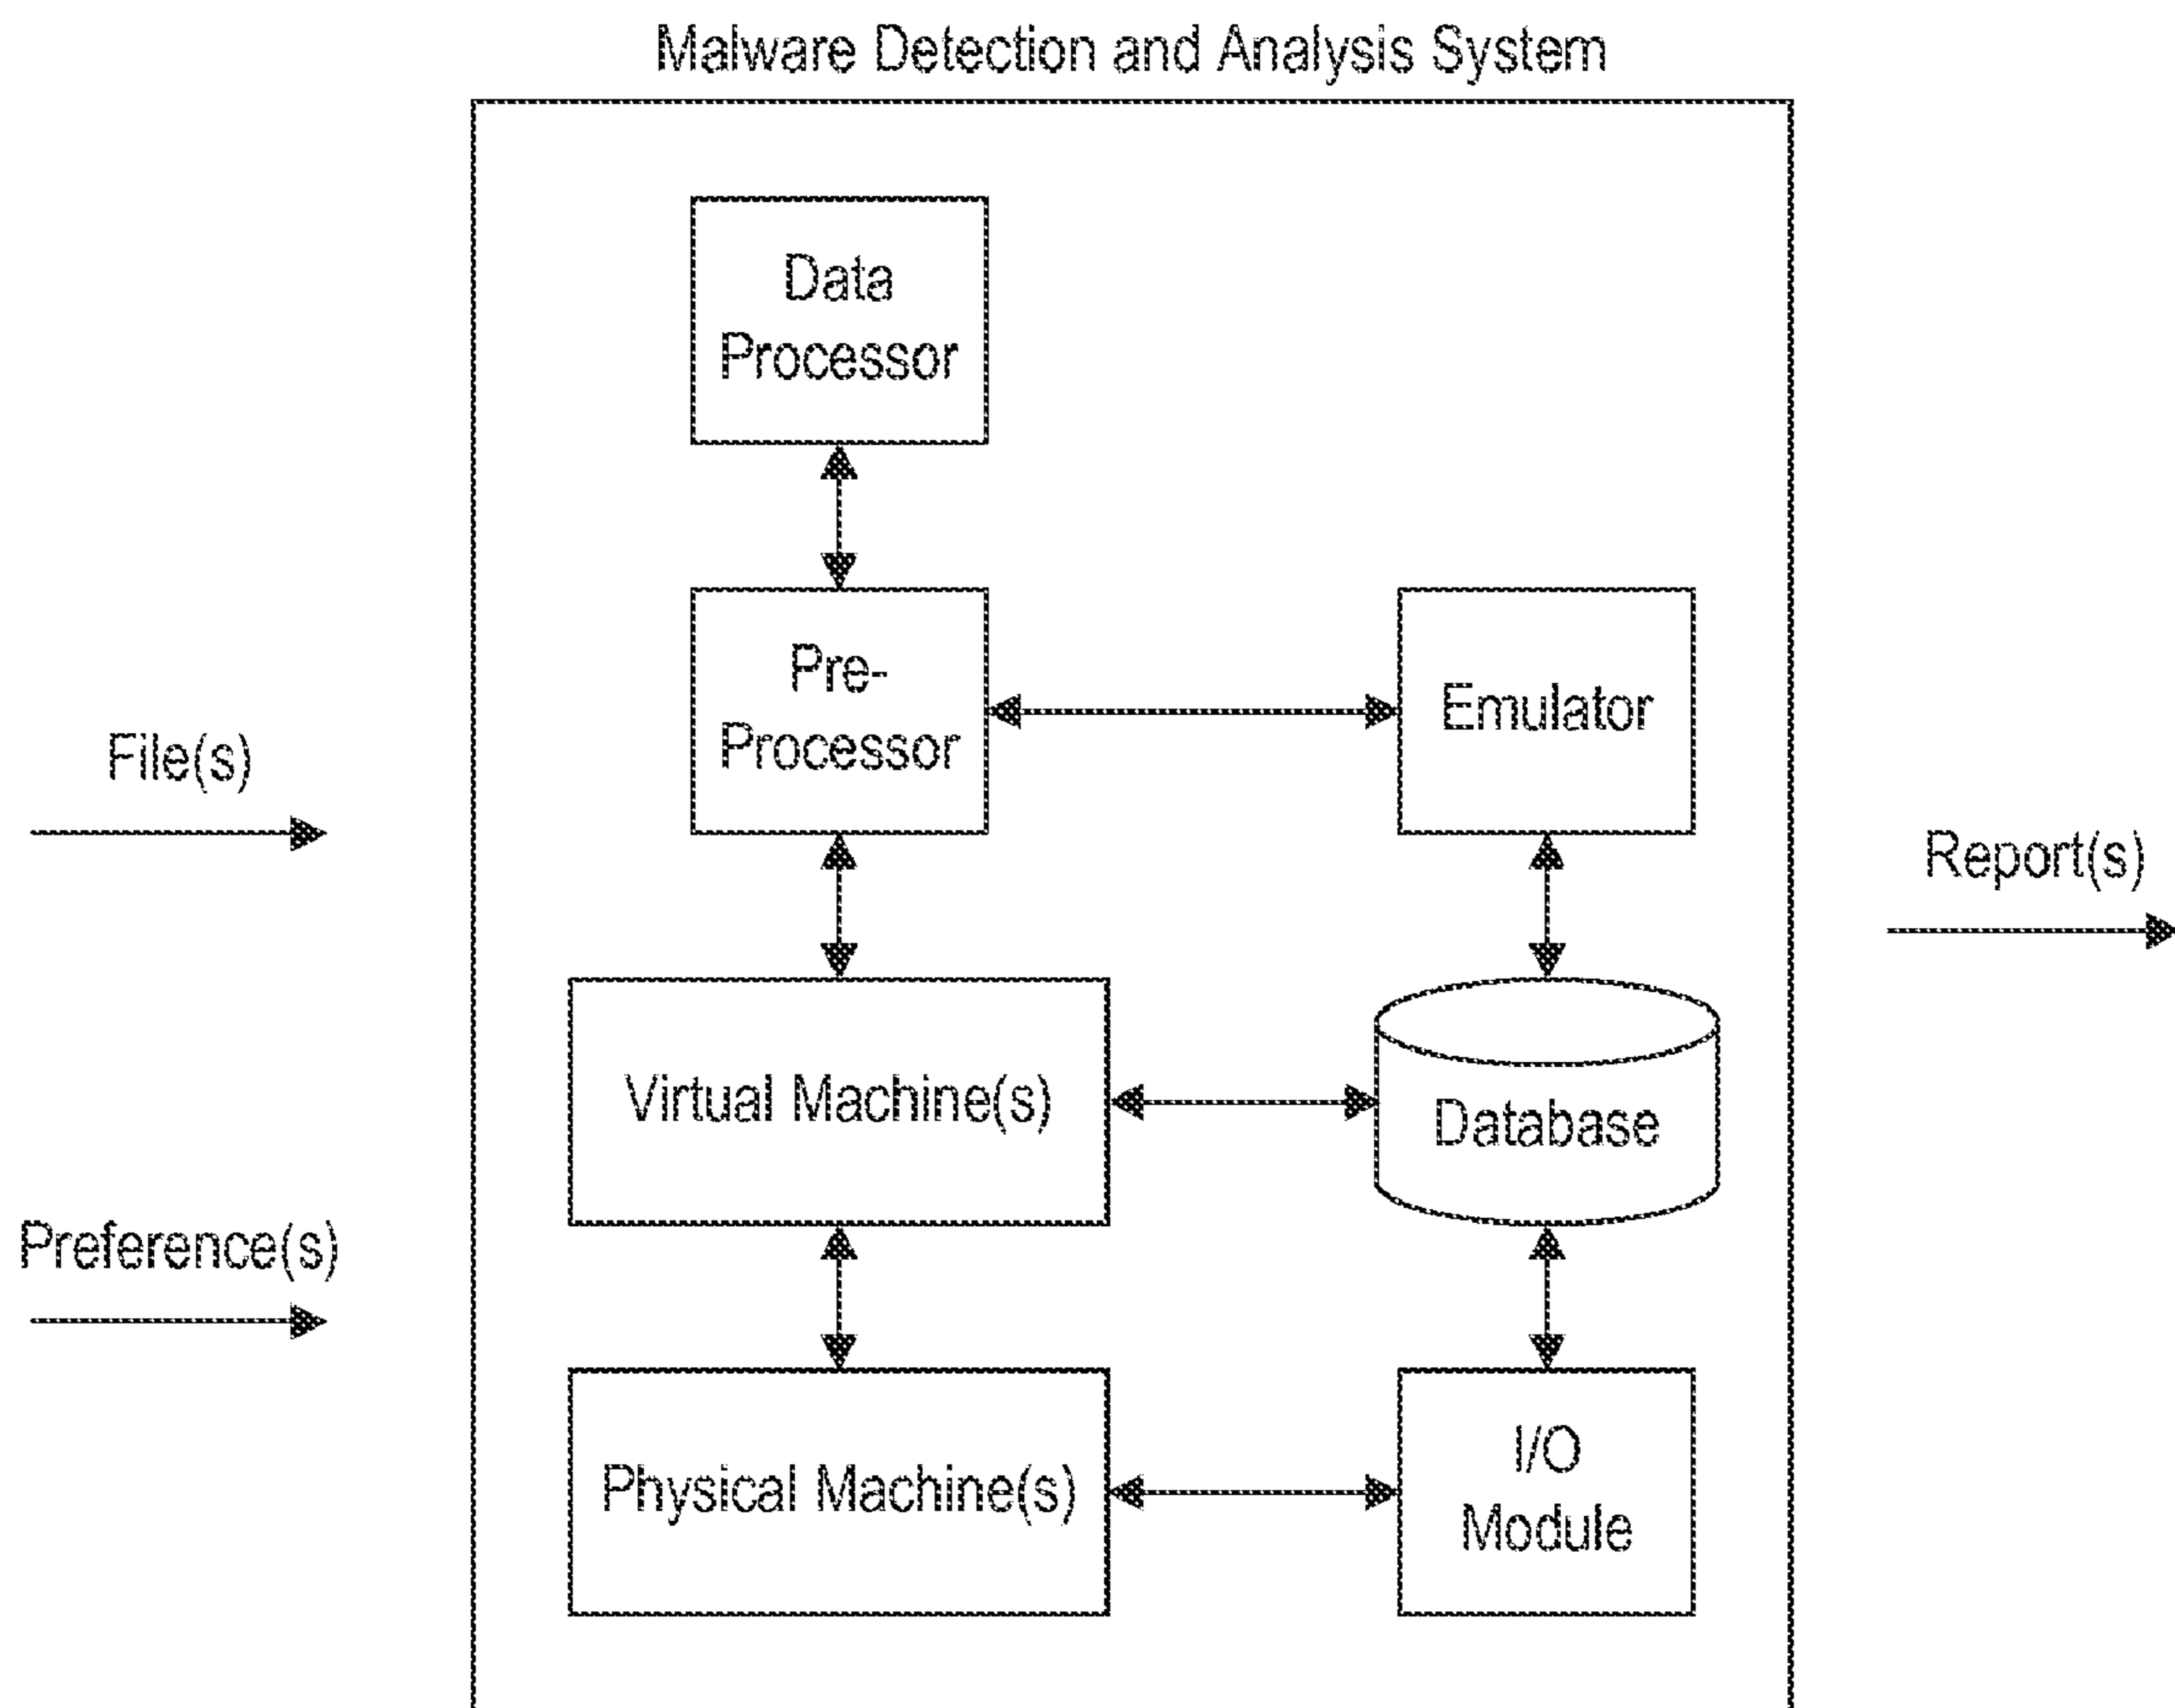 Malware Detection and Analysis System
Data
Processor
Pre-
Processor
Emulator
File(s)
Report(s)
Virtual Machine(s)
Database
Preference(s)
Physical Machine(s)
I/O
Module